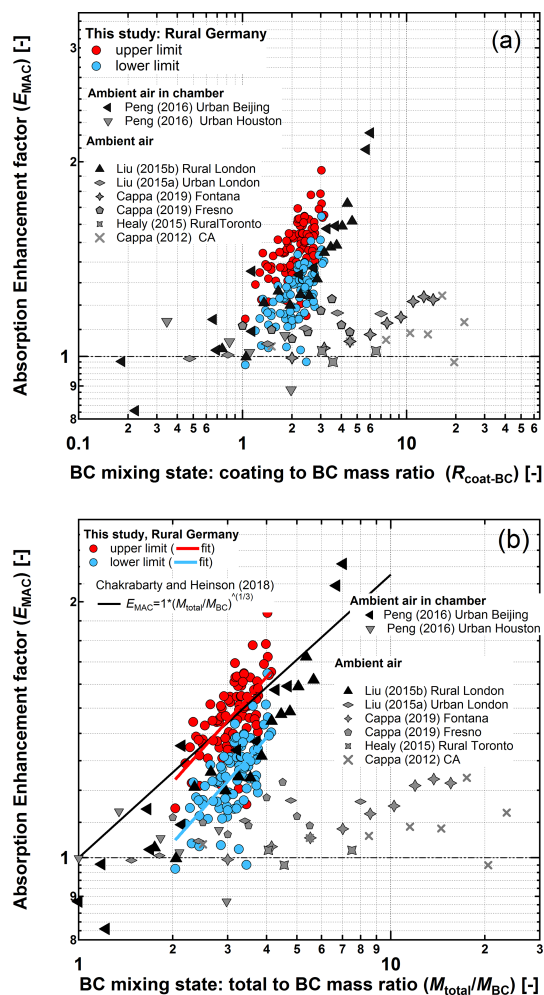 (a)
Absorption Enhancement factor (E_MAC) [-]
3
2
1
9
8
This study: Rural Germany
upper limit
lower limit
Ambient air in chamber
Peng (2016) Urban Beijing
Peng (2016) Urban Houston
Ambient air
Liu (2015b) Rural London
Liu (2015a) Urban London
Cappa (2019) Fontana
Cappa (2019) Fresno
Healy (2015) RuralToronto
Cappa (2012) CA
0.1 2 3 4 5 6 1 2 3 4 5 6 10 2 3 4 5 6
BC mixing state: coating to BC mass ratio (R_coat-BC) [-]
(b)
Absorption Enhancement factor (E_MAC) [-]
2
1
9
8
This study, Rural Germany
upper limit ( fit)
lower limit ( fit)
Chakrabarty and Heinson (2018)
E_MAC=1*(M_total/M_BC)^(1/3)
Ambient air in chamber
Peng (2016) Urban Beijing
Peng (2016) Urban Houston
Ambient air
Liu (2015b) Rural London
Liu (2015a) Urban London
Cappa (2019) Fontana
Cappa (2019) Fresno
Healy (2015) Rural Toronto
Cappa (2012) CA
1 2 3 4 5 6 7 8 9 10 2 3
BC mixing state: total to BC mass ratio (M_total/M_BC) [-]